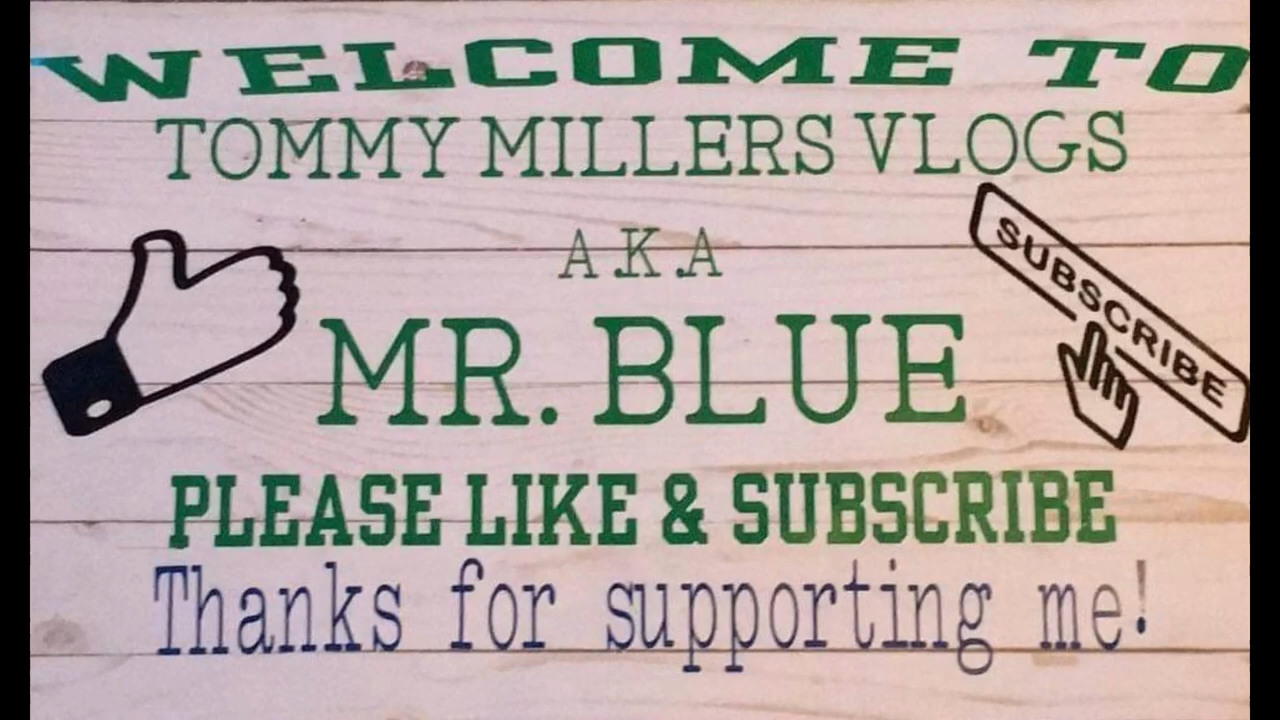 WELCOME TO
TOMMY MILLERS VLOGS
A.K.A
MR. BLUE
SUBSCRIBE
PLEASE LIKE & SUBSCRIBE
Thanks for supporting me!